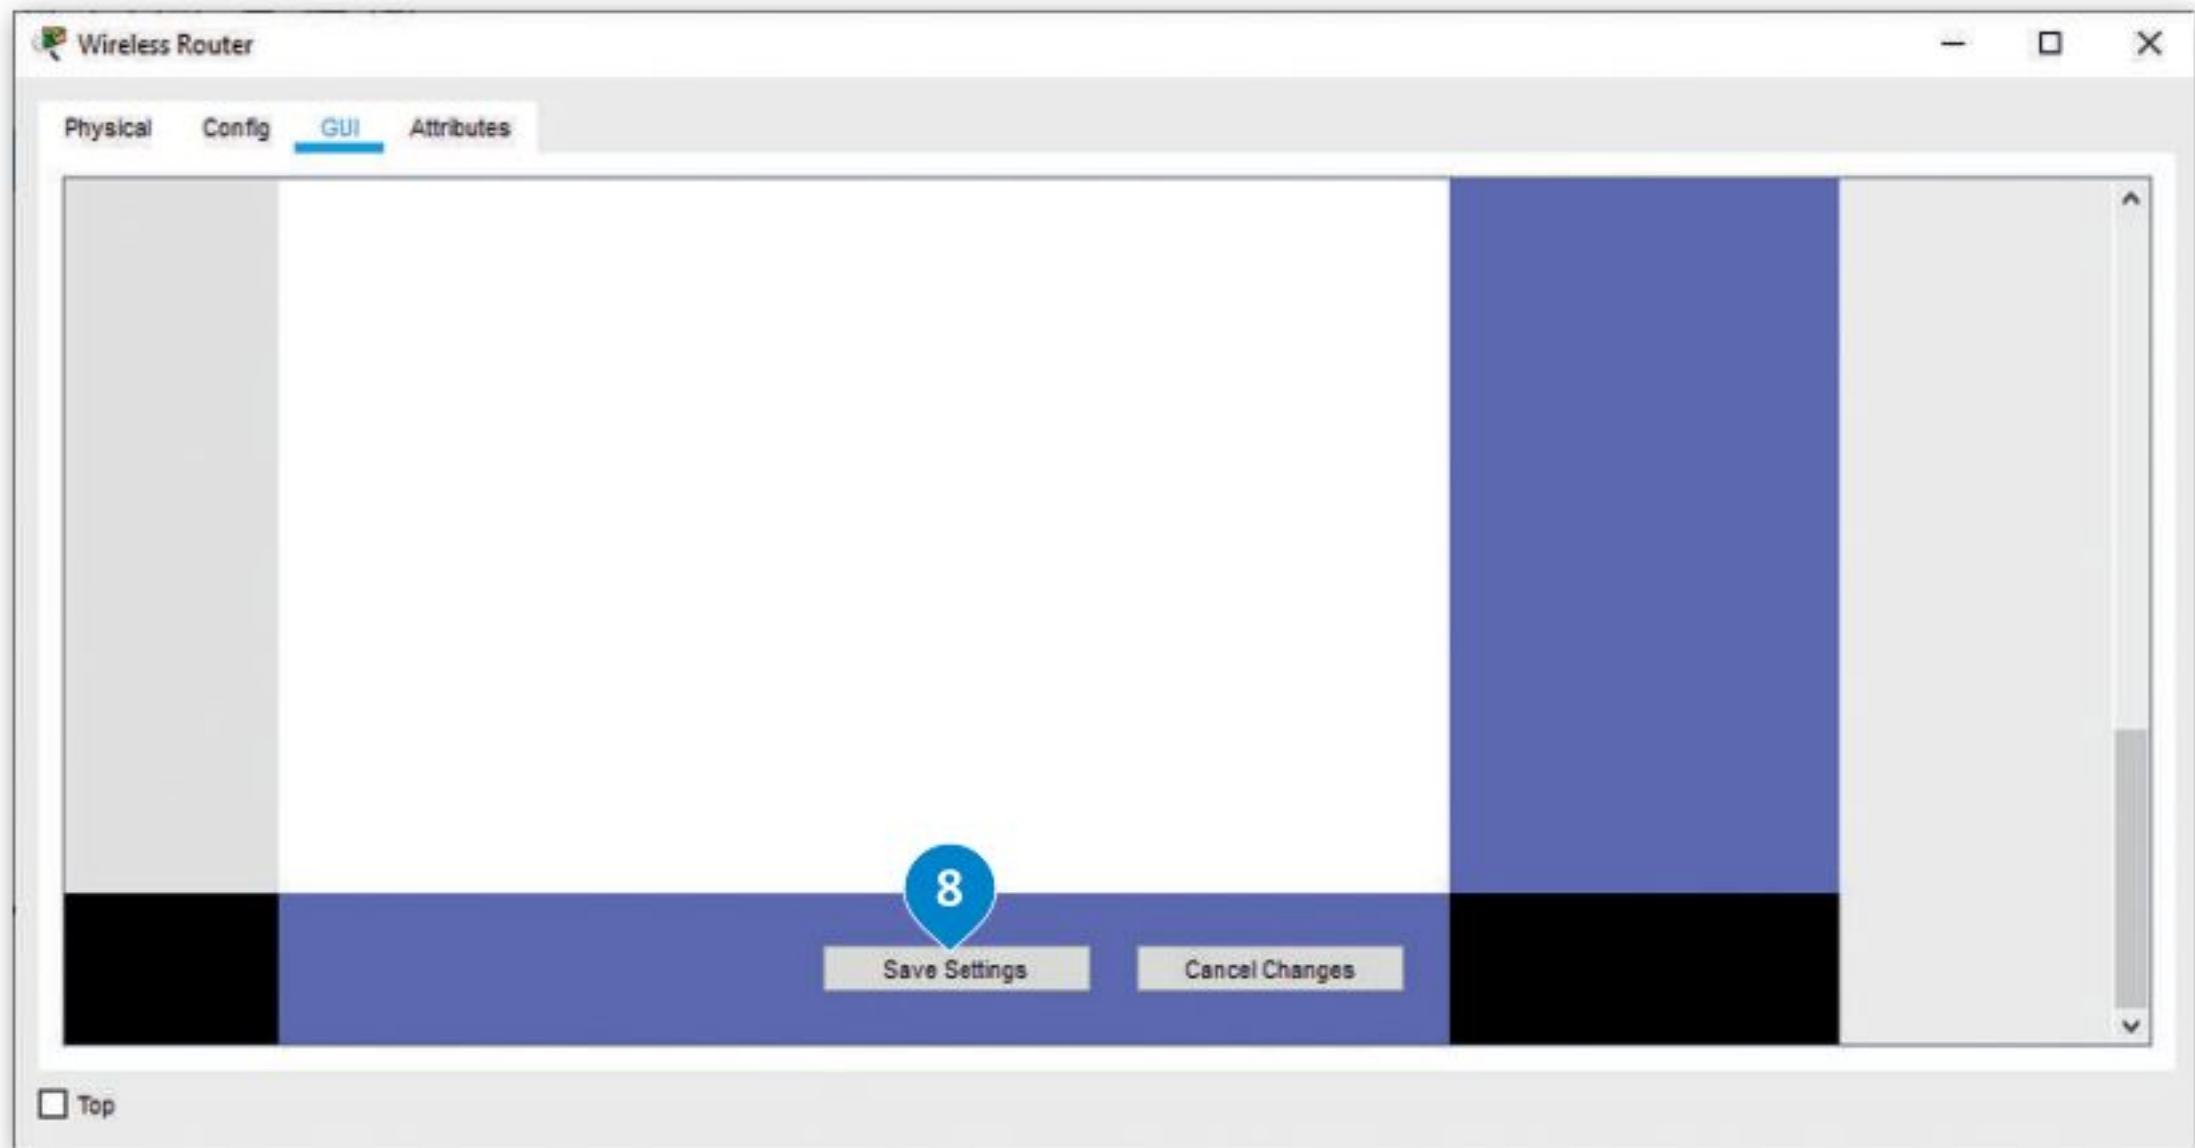 Wireless Router
Physical Config GUI Attributes
8
Save Settings Cancel Changes
Top